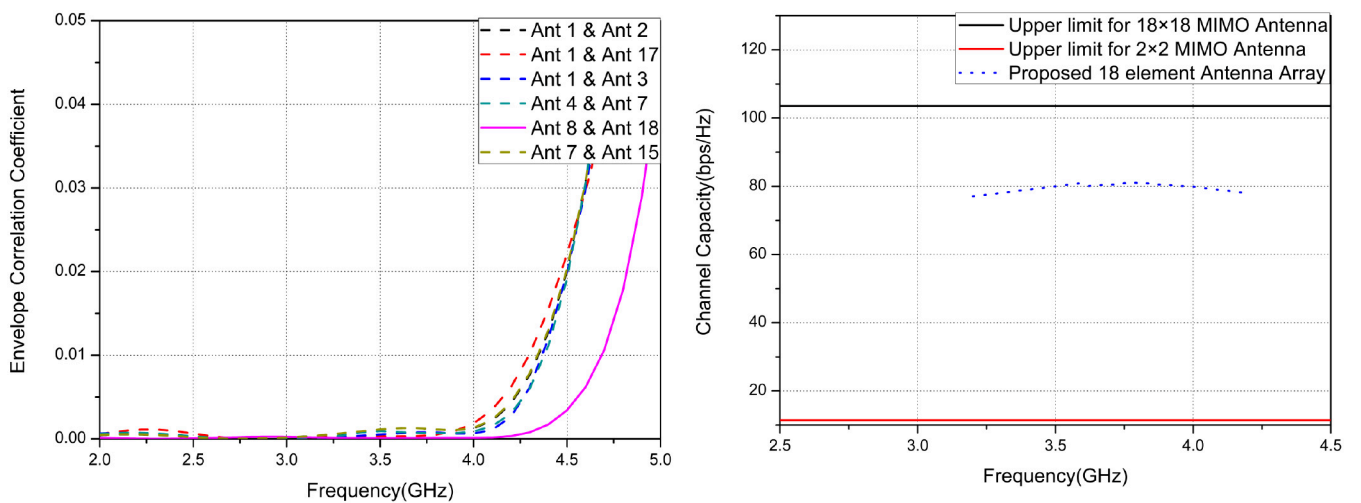 0.05
0.04
0.03
0.02
0.01
0.00
Envelope Correlation Coefficient
Ant 1 & Ant 2
Ant 1 & Ant 17
Ant 1 & Ant 3
Ant 4 & Ant 7
Ant 8 & Ant 18
Ant 7 & Ant 15
2.0 2.5 3.0 3.5 4.0 4.5 5.0
Frequency(GHz)
Channel Capacity(bps/Hz)
120
100
80
60
40
20
Upper limit for 18×18 MIMO Antenna
Upper limit for 2×2 MIMO Antenna
Proposed 18 element Antenna Array
2.5 3.0 3.5 4.0 4.5
Frequency(GHz)